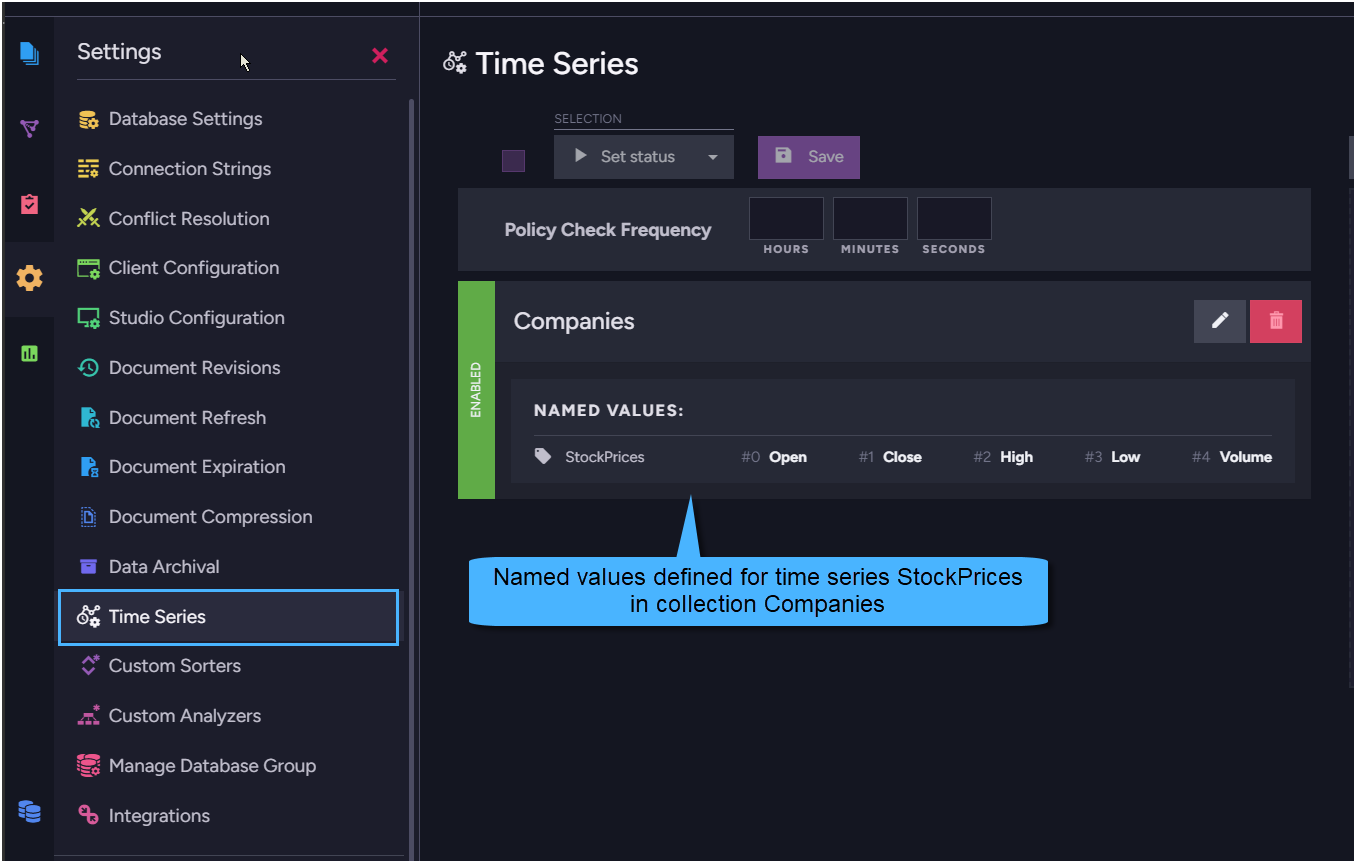 Settings
Database Settings
Connection Strings
Conflict Resolution
Client Configuration
Studio Configuration
Document Revisions
Document Refresh
Document Expiration
Document Compression
Data Archival
Time Series
Custom Sorters
Custom Analyzers
Manage Database Group
Integrations
Time Series
SELECTION
Set status
Save
Policy Check Frequency
HOURS MINUTES SECONDS
ENABLED
Companies
NAMED VALUES:
StockPrices #0 Open #1 Close #2 High #3 Low #4 Volume
Named values defined for time series StockPrices
in collection Companies